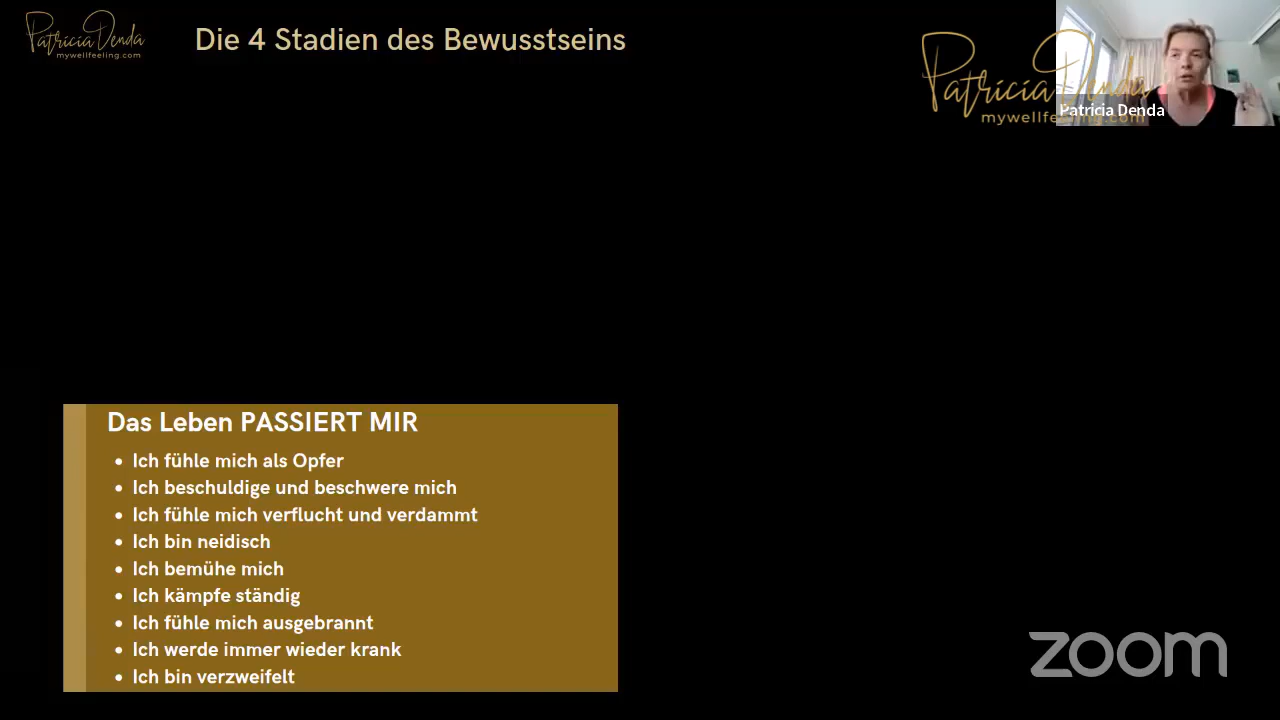 Patricia Denda
mywellfeeling.com
Die 4 Stadien des Bewusstseins
Patricia Denda
mywellfeeling.com
Patricia Denda
Das Leben PASSIERT MIR
• Ich fühle mich als Opfer
• Ich beschuldige und beschwere mich
• Ich fühle mich verflucht und verdammt
• Ich bin neidisch
• Ich bemühe mich
• Ich kämpfe ständig
• Ich fühle mich ausgebrannt
• Ich werde immer wieder krank
• Ich bin verzweifelt
zoom